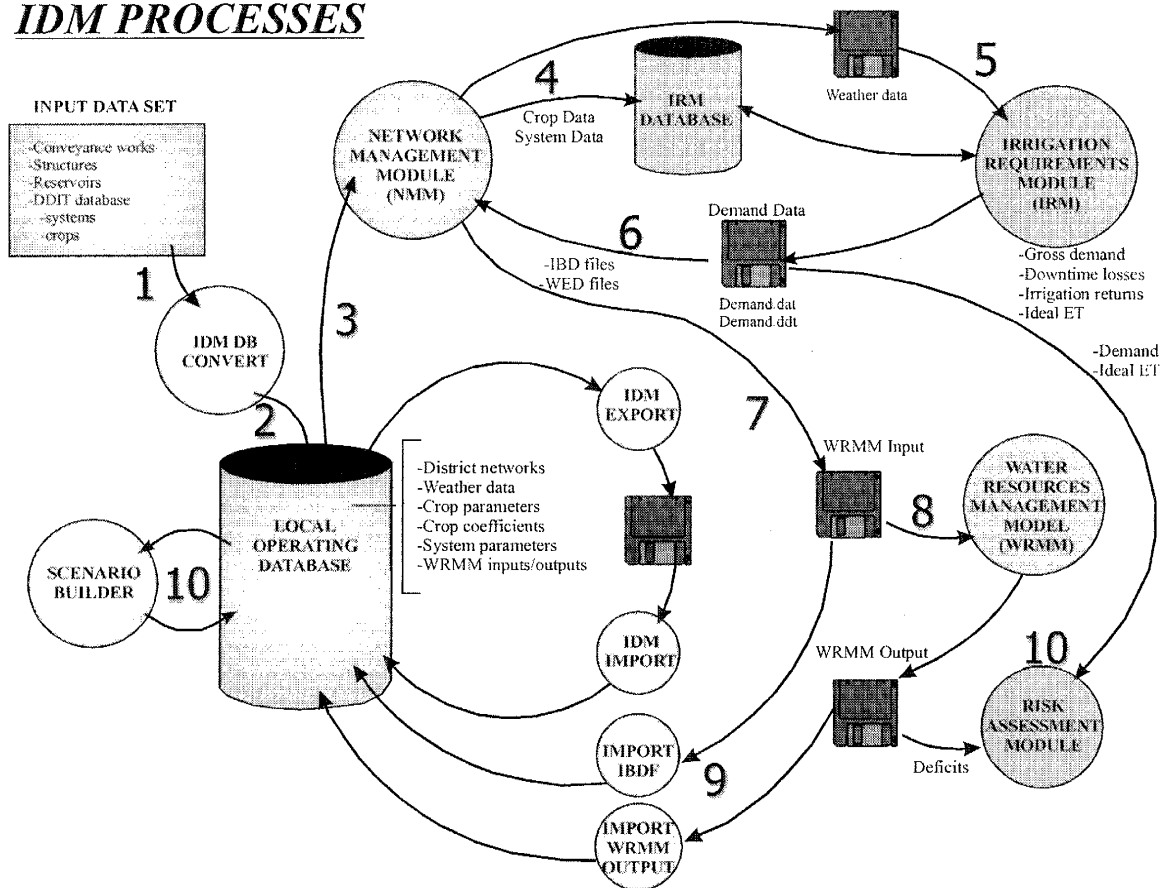 IDM PROCESSES
INPUT DATA SET
-Conveyance works
-Structures
-Reservoirs
-DDIT database
-systems
-crops
1
IDM DB
CONVERT
2
3
NETWORK
MANAGEMENT
MODULE
(NMM)
4
Crop Data
System Data
IRM
DATABASE
Weather data
5
IRRIGATION
REQUIREMENTS
MODULE
(IRM)
-Gross demand
-Downtime losses
-Irrigation returns
-Ideal ET
6
-IBD files
-WED files
Demand Data
Demand.dat
Demand.ddt
-Demand
-Ideal ET
7
IDM
EXPORT
LOCAL
OPERATING
DATABASE
-District networks
-Weather data
-Crop parameters
-Crop coefficients
-System parameters
-WRMM inputs/outputs
SCENARIO
BUILDER
10
IDM
IMPORT
WRMM Input
8
WATER
RESOURCES
MANAGEMENT
MODEL
(WRMM)
WRMM Output
10
RISK
ASSESSMENT
MODULE
Deficits
IMPORT
IBDF
9
IMPORT
WRMM
OUTPUT